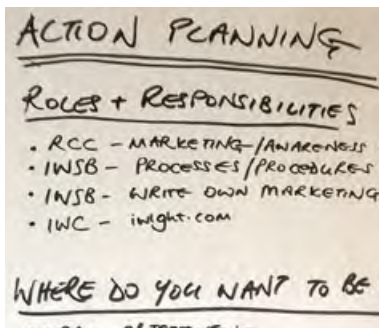 ACTION PLANNING
ROLES + RESPONSIBILITIES
• RCC – MARKETING/AWARENESS
• IWSB – PROCESSES/PROCEDURES
• IWSB – WRITE OWN MARKETING
• IWC – iwight.com
WHERE DO YOU WANT TO BE